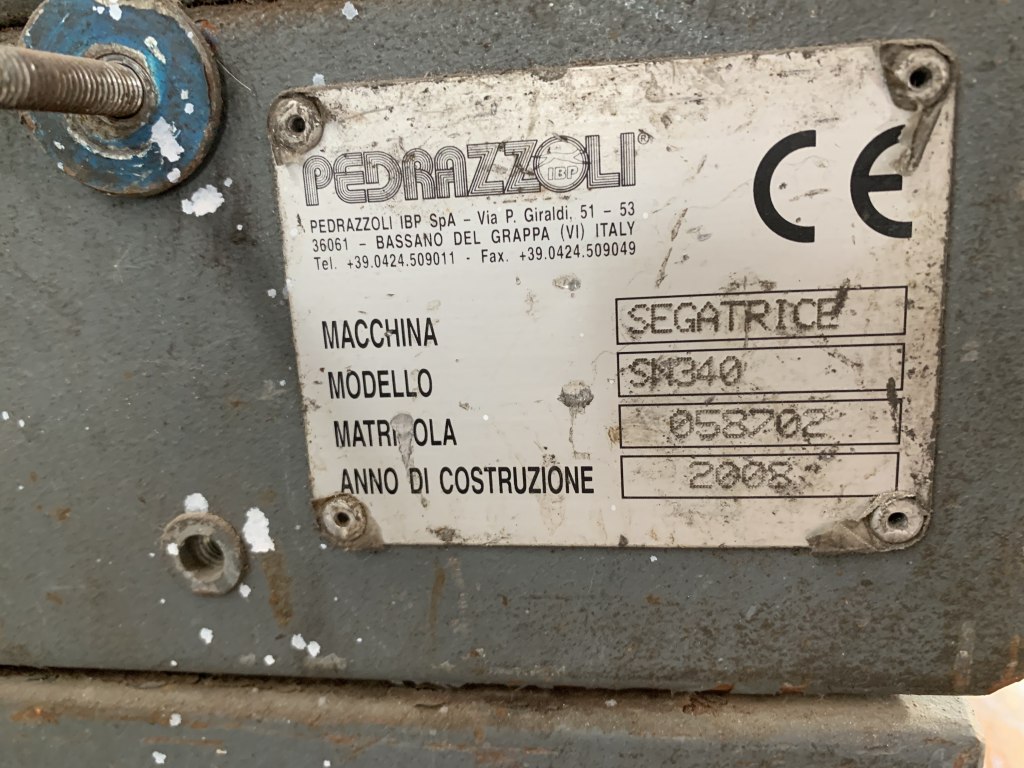 PEDRAZZOLI®
IBP
PEDRAZZOLI IBP SpA – Via P. Giraldi, 51 – 53
36061 – BASSANO DEL GRAPPA (VI) ITALY
Tel. +39.0424.509011 - Fax. +39.0424.509049
CE
MACCHINA SEGATRICE
MODELLO SM340
MATRICOLA 058702
ANNO DI COSTRUZIONE 2008